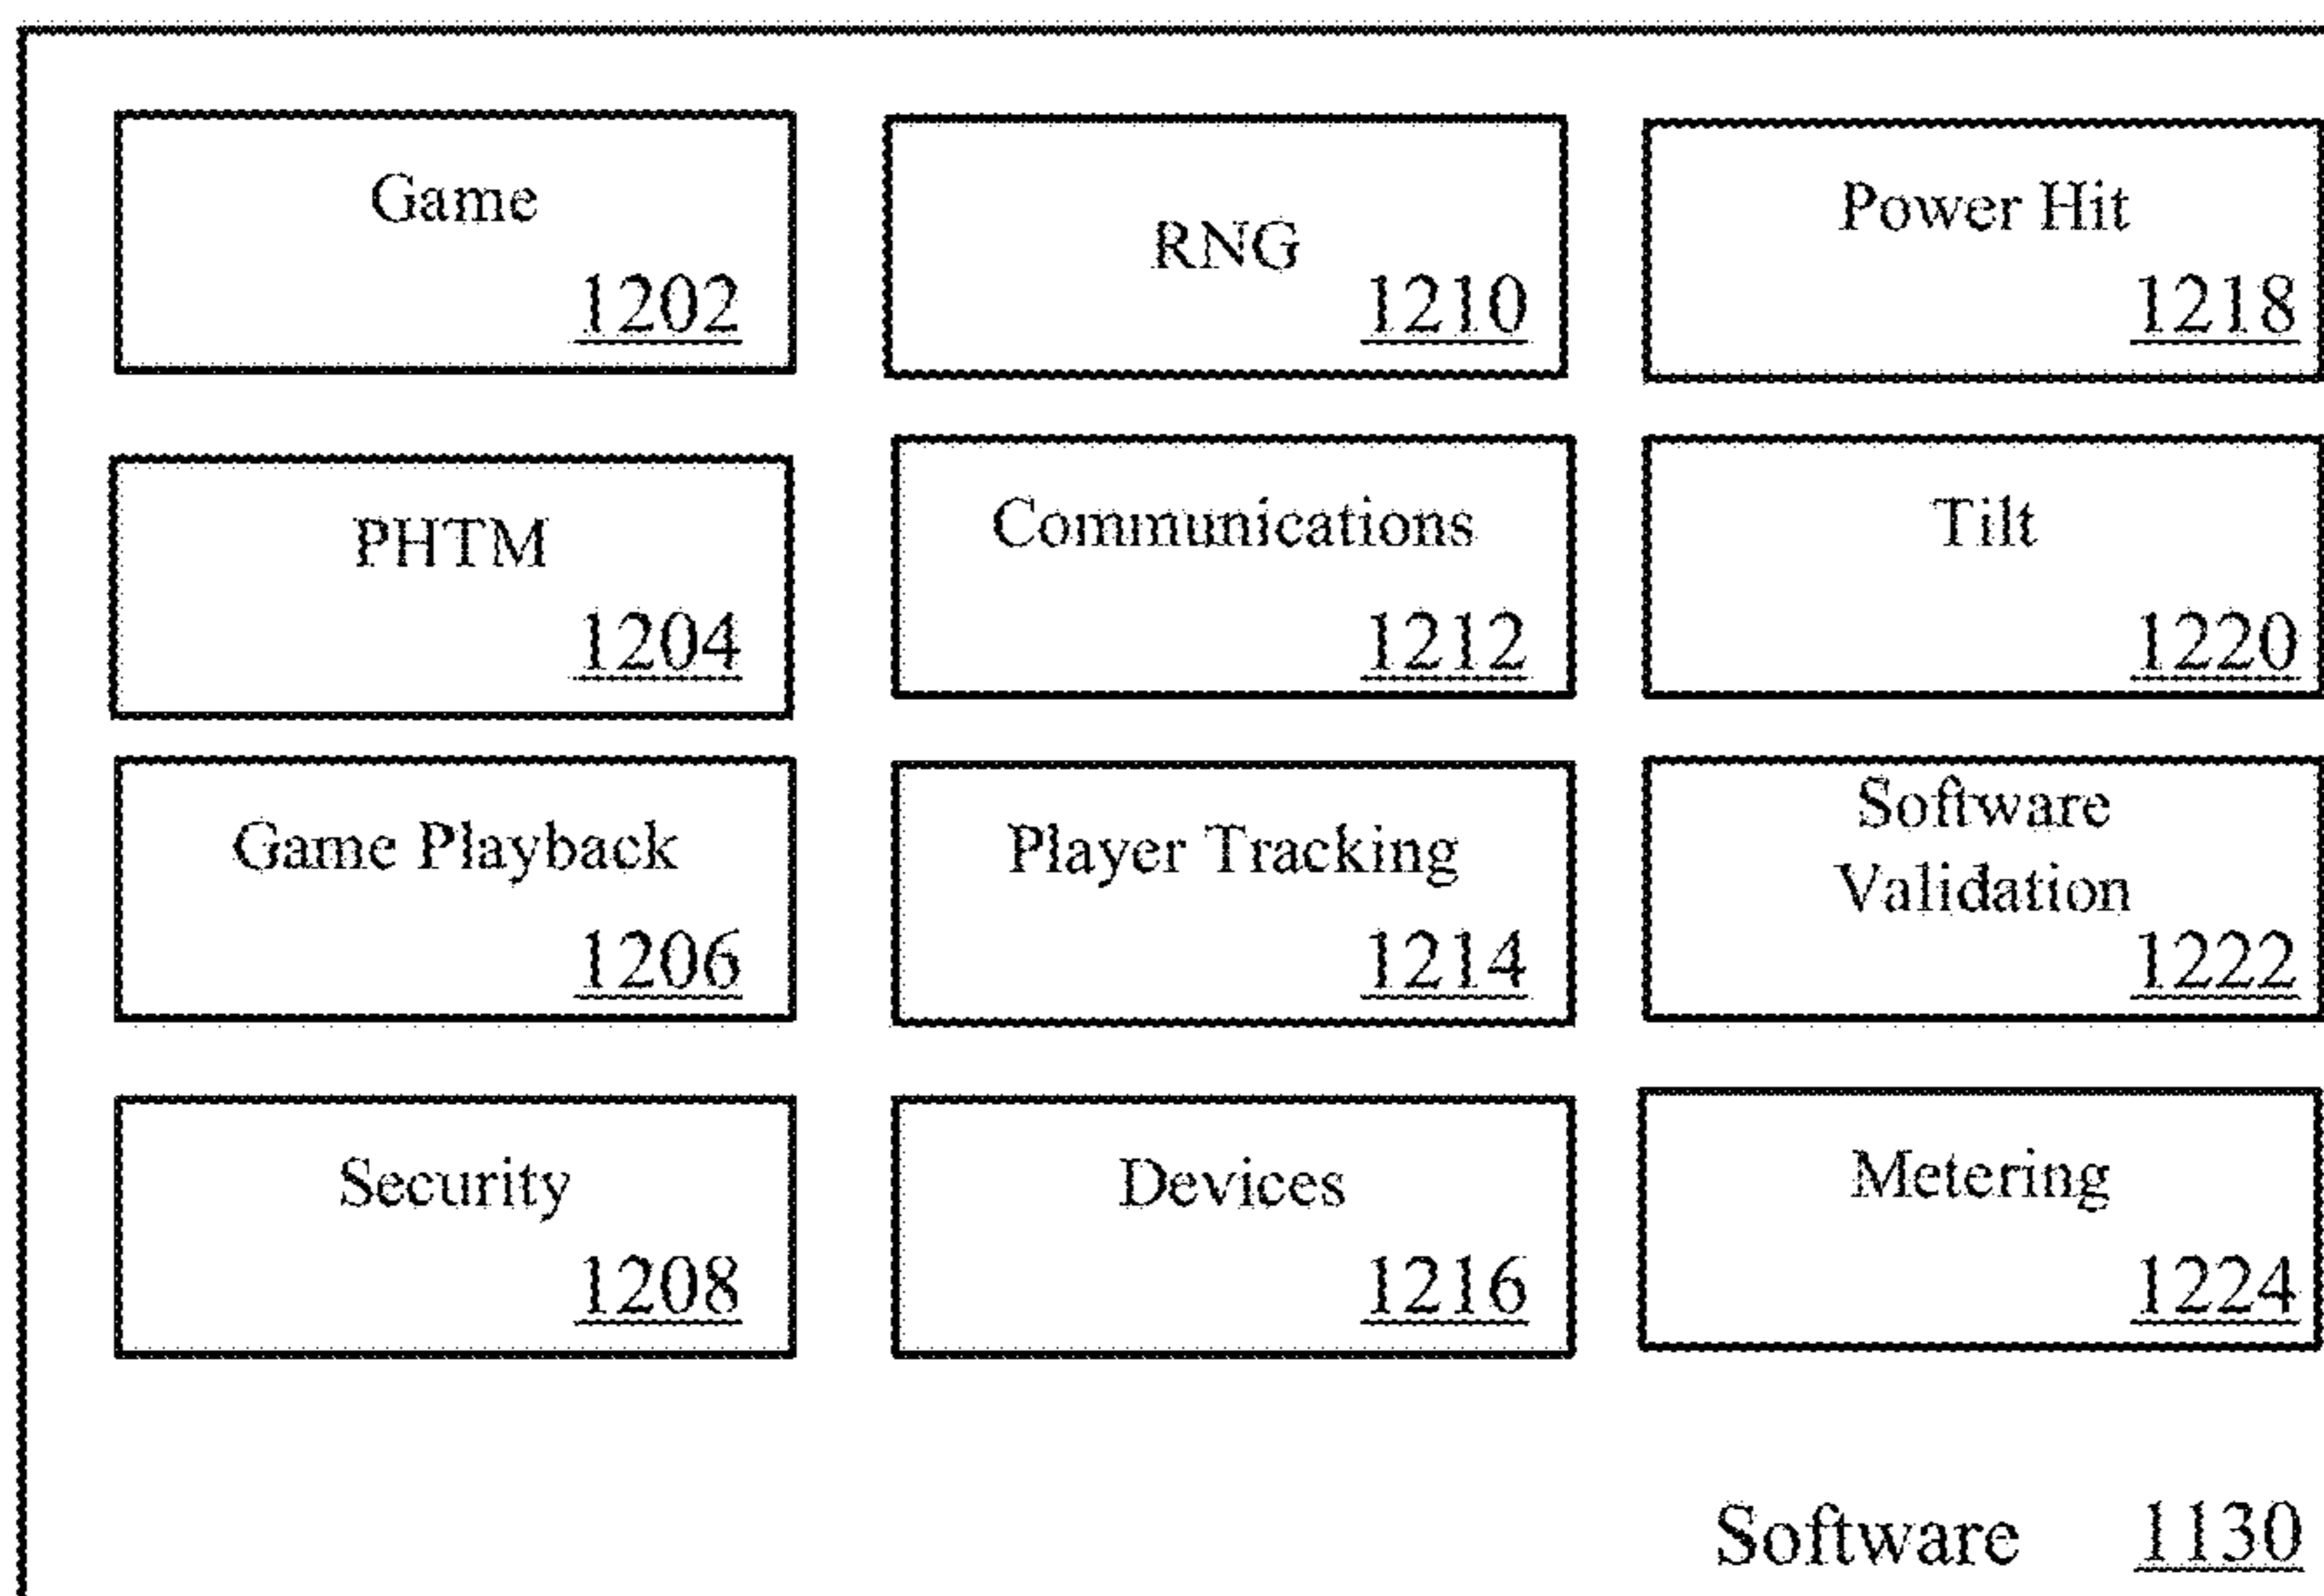 Game
1202
RNG
1210
Power Hit
1218
PHTM
1204
Communications
1212
Tilt
1220
Game Playback
1206
Player Tracking
1214
Software
Validation
1222
Security
1208
Devices
1216
Metering
1224
Software 1130